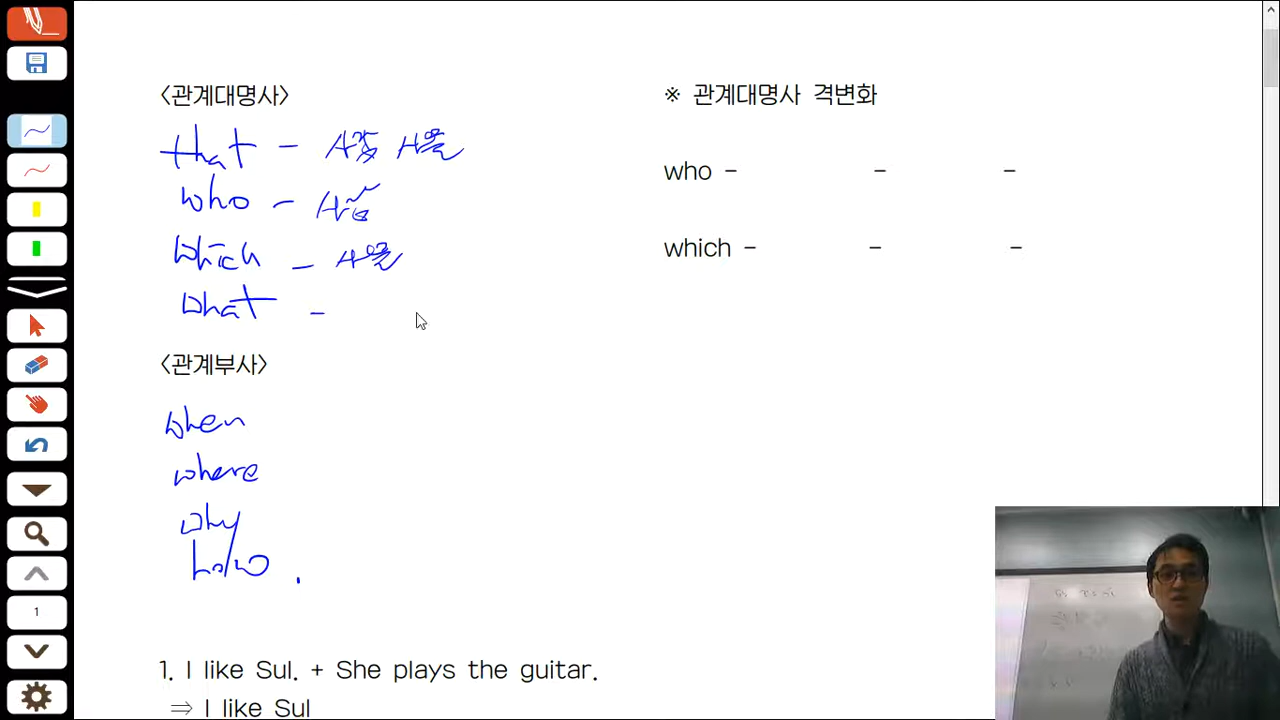 <관계대명사>
that - 사람 사물
who - 사람
which - 사물
what -
<관계부사>
when
where
why
how .
※ 관계대명사 격변화
who - - -
which - - -
1. I like Sul. + She plays the guitar.
⇒ I like Sul
1